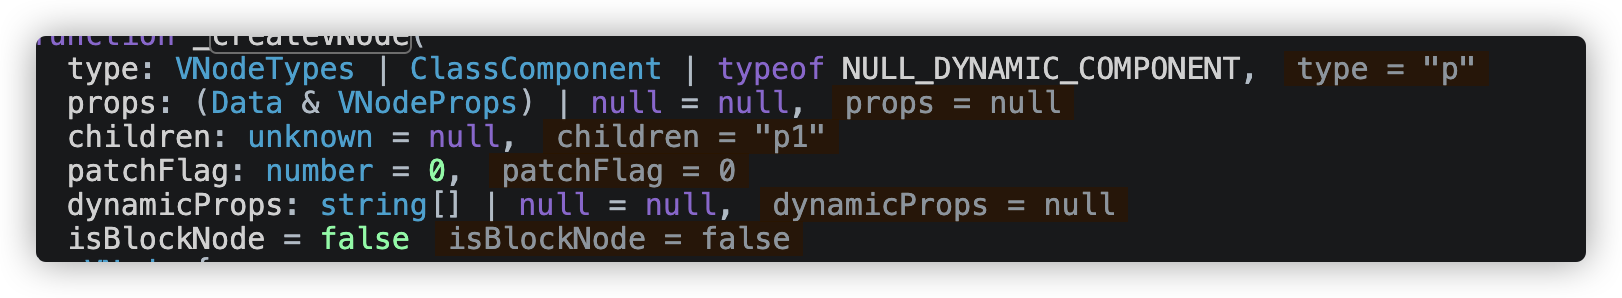 function _createVNode(
type: VNodeTypes | ClassComponent | typeof NULL_DYNAMIC_COMPONENT, type = "p"
props: (Data & VNodeProps) | null = null, props = null
children: unknown = null, children = "p1"
patchFlag: number = 0, patchFlag = 0
dynamicProps: string[] | null = null, dynamicProps = null
isBlockNode = false isBlockNode = false